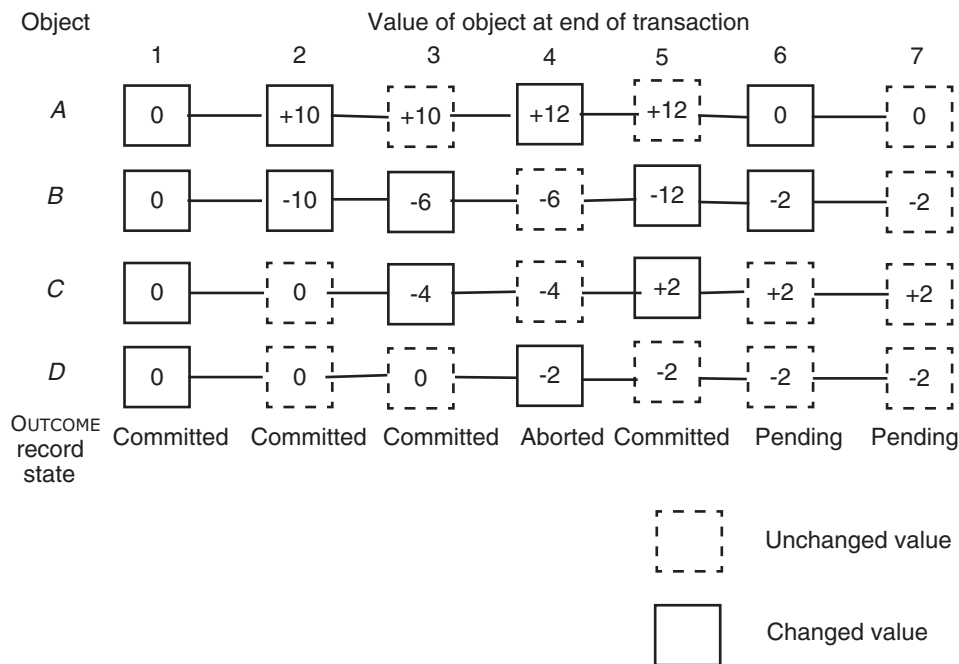 Object Value of object at end of transaction
1 2 3 4 5 6 7
A 0 +10 +10 +12 +12 0 0
B 0 -10 -6 -6 -12 -2 -2
C 0 0 -4 -4 +2 +2 +2
D 0 0 0 -2 -2 -2 -2
OUTCOME
record
state
Committed Committed Committed Aborted Committed Pending Pending
Unchanged value
Changed value